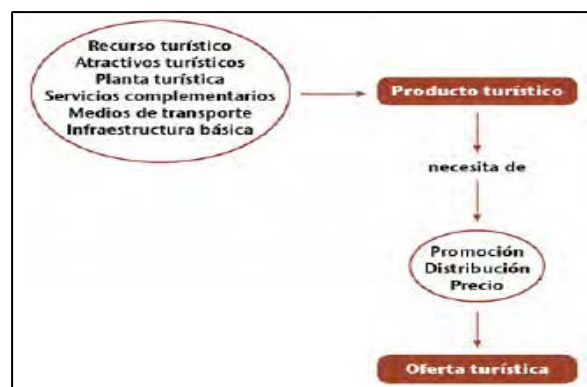 Recurso turístico
Atractivos turísticos
Planta turística
Servicios complementarios
Medios de transporte
Infraestructura básica
Producto turístico
necesita de
Promoción
Distribución
Precio
Oferta turística